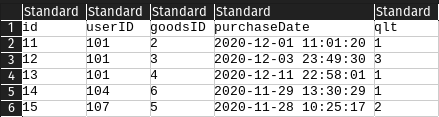 Standard Standard Standard Standard Standard
1 id userID goodsID purchaseDate qlt
2 11 101 2 2020-12-01 11:01:20 1
3 12 101 3 2020-12-03 23:49:30 3
4 13 101 4 2020-12-11 22:58:01 1
5 14 104 6 2020-11-29 13:30:29 1
6 15 107 5 2020-11-28 10:25:17 2